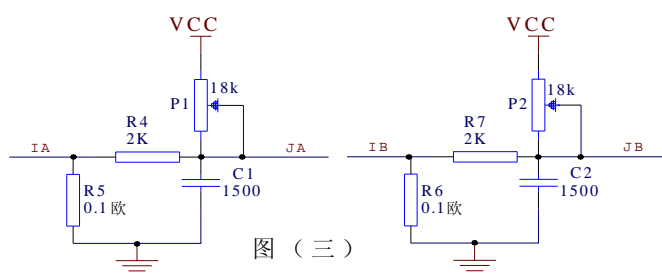 VCC VCC
18k 18k
P1 P2
R4 R7
2K 2K
IA JA IB JB
C1 C2
R5 1500 R6 1500
0.1欧 0.1欧
图（三）